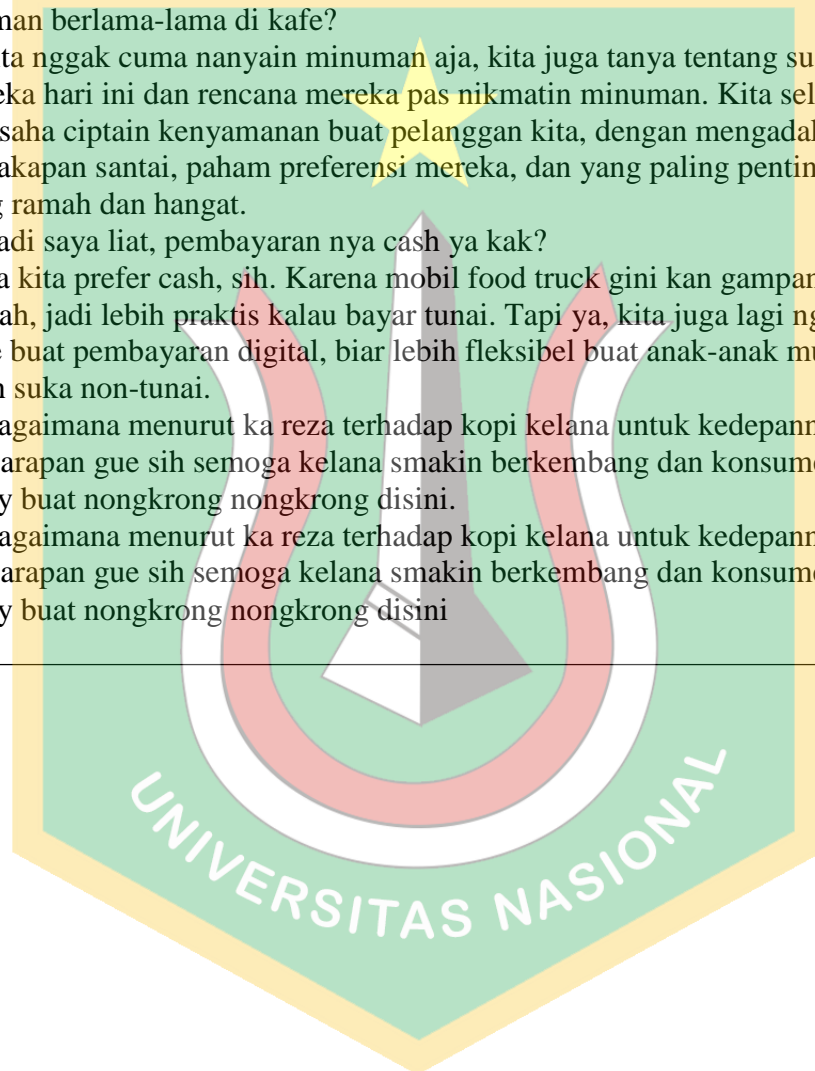 man berlama-lama di kafe?
ta nggak cuma nanyain minuman aja, kita juga tanya tentang su
eka hari ini dan rencana mereka pas nikmatin minuman. Kita sel
saha ciptain kenyamanan buat pelanggan kita, dengan mengadak
akapan santai, paham preferensi mereka, dan yang paling pentin
g ramah dan hangat.
adi saya liat, pembayaran nya cash ya kak?
a kita prefer cash, sih. Karena mobil food truck gini kan gampan
ah, jadi lebih praktis kalau bayar tunai. Tapi ya, kita juga lagi ng
e buat pembayaran digital, biar lebih fleksibel buat anak-anak mu
h suka non-tunai.
agaimana menurut ka reza terhadap kopi kelana untuk kedepann
arapan gue sih semoga kelana smakin berkembang dan konsume
y buat nongkrong nongkrong disini.
agaimana menurut ka reza terhadap kopi kelana untuk kedepann
arapan gue sih semoga kelana smakin berkembang dan konsume
y buat nongkrong nongkrong disini
UNIVERSITAS NASIONAL